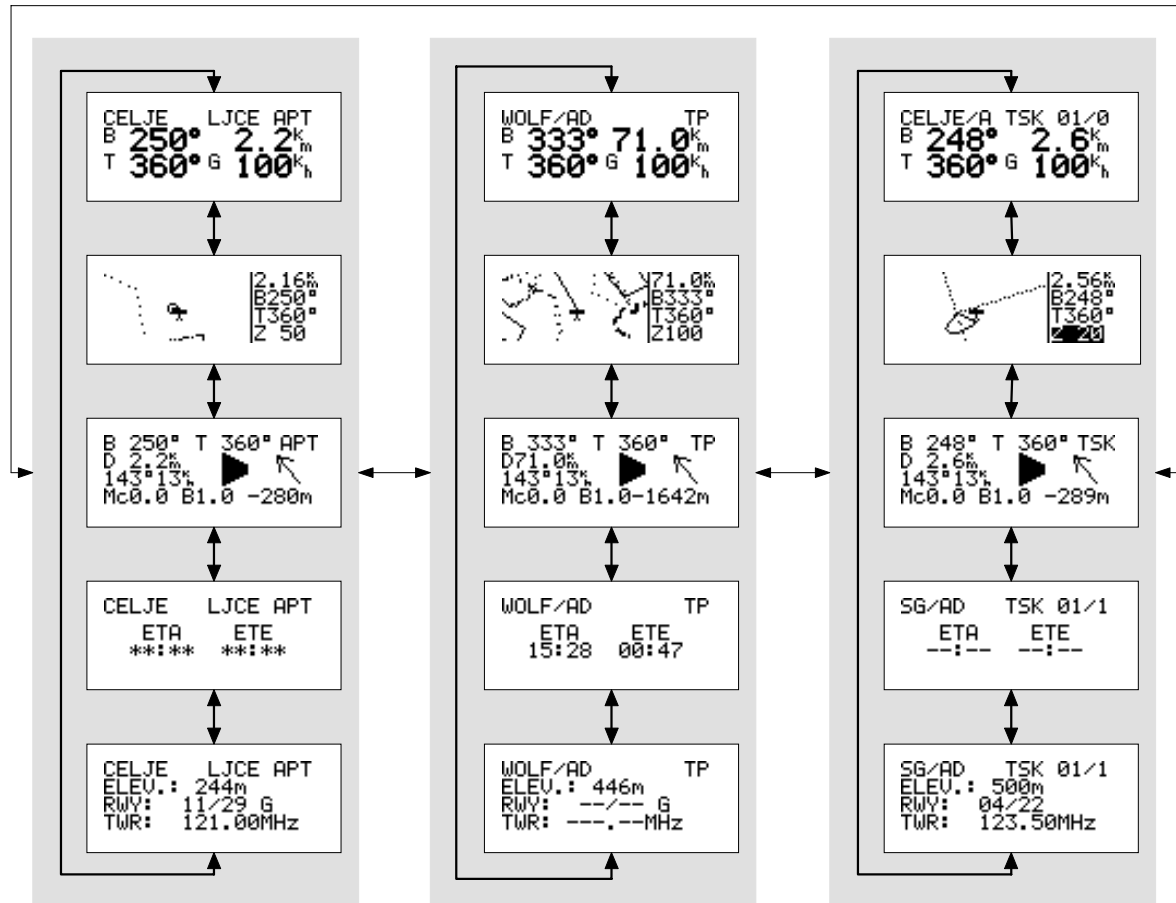 CELJE LJCE APT
B 250° 2.2km
T 360° G 100kh
2.16km
B250°
T360°
Z 50
B 250° T 360° APT
D 2.2km
143°13kh
Mc0.0 B1.0 -280m
CELJE LJCE APT
ETA ETE
**:** **:**
CELJE LJCE APT
ELEV.: 244m
RWY: 11/29 G
TWR: 121.00MHz
WOLF/AD TP
B 333° 71.0km
T 360° G 100kh
71.0km
B333°
T360°
Z100
B 333° T 360° TP
D71.0km
143°13kh
Mc0.0 B1.0-1642m
WOLF/AD TP
ETA ETE
15:28 00:47
WOLF/AD TP
ELEV.: 446m
RWY: --/-- G
TWR: ---.--MHz
CELJE/A TSK 01/0
B 248° 2.6km
T 360° G 100kh
2.56km
B248°
T360°
Z 20
B 248° T 360° TSK
D 2.6km
143°13kh
Mc0.0 B1.0 -289m
SG/AD TSK 01/1
ETA ETE
--:-- --:--
SG/AD TSK 01/1
ELEV.: 500m
RWY: 04/22
TWR: 123.50MHz